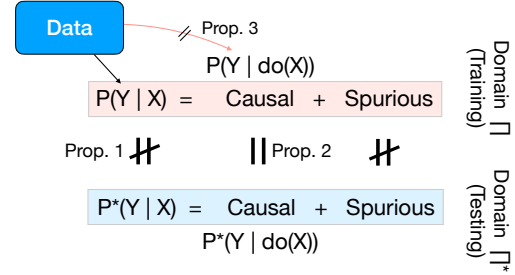 Data
Prop. 3
P(Y | do(X))
P(Y | X) = Causal + Spurious
Prop. 1
Prop. 2
P*(Y | X) = Causal + Spurious
P*(Y | do(X))
Domain ∏
(Training)
Domain ∏*
(Testing)